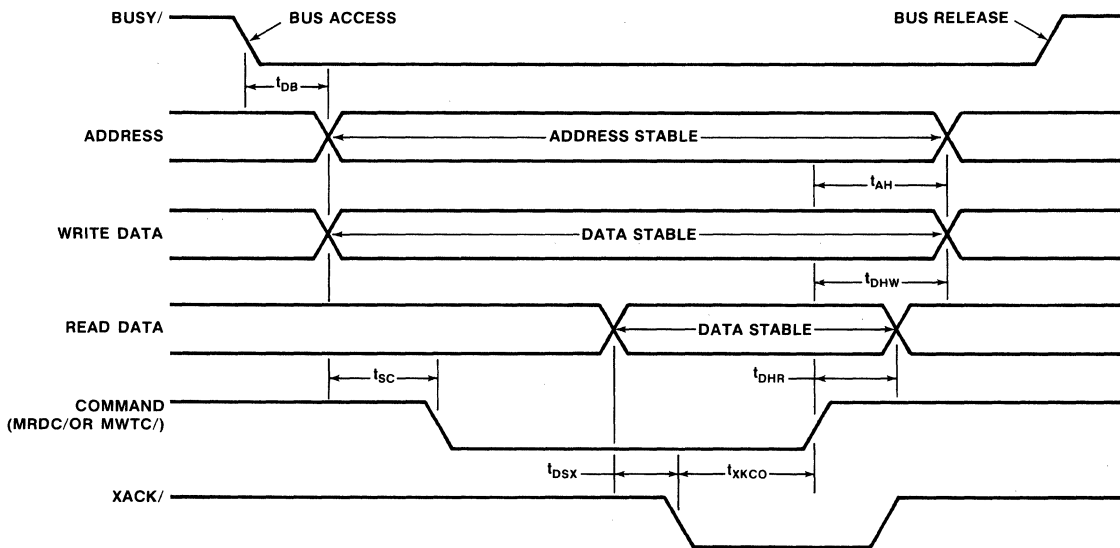 BUSY/
BUS ACCESS
BUS RELEASE
tDB
ADDRESS
ADDRESS STABLE
tAH
WRITE DATA
DATA STABLE
tDHW
READ DATA
DATA STABLE
tSC
tDHR
COMMAND
(MRDC/OR MWTC/)
tDSX
tXKCO
XACK/